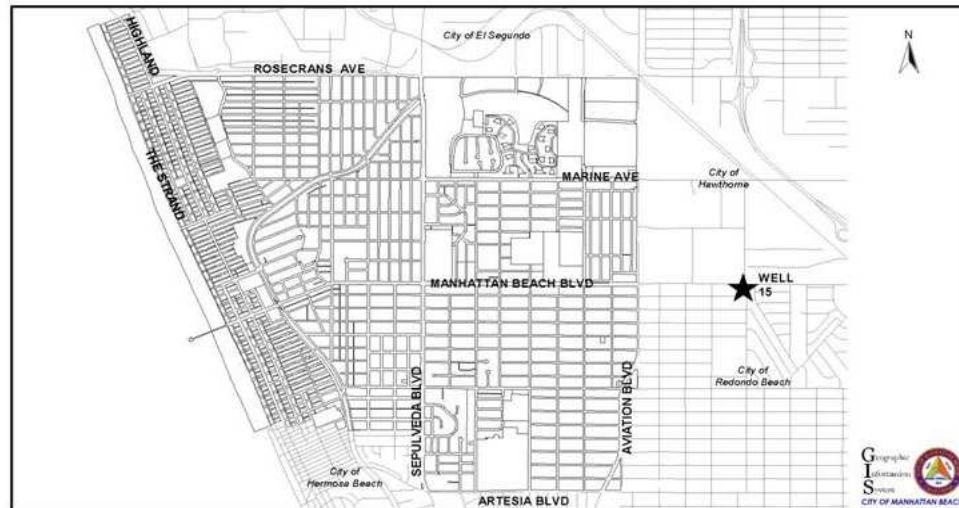 City of El Segundo
N
HIGHLAND
ROSECRANS AVE
THE STRAND
MARINE AVE
City of
Hawthorne
MANHATTAN BEACH BLVD
WELL
15
City of
Redondo Beach
SEPULVEDA BLVD
AVIATION BLVD
City of
Hermosa Beach
ARTESIA BLVD
Geographic
Information
System
CITY OF MANHATTAN BEACH